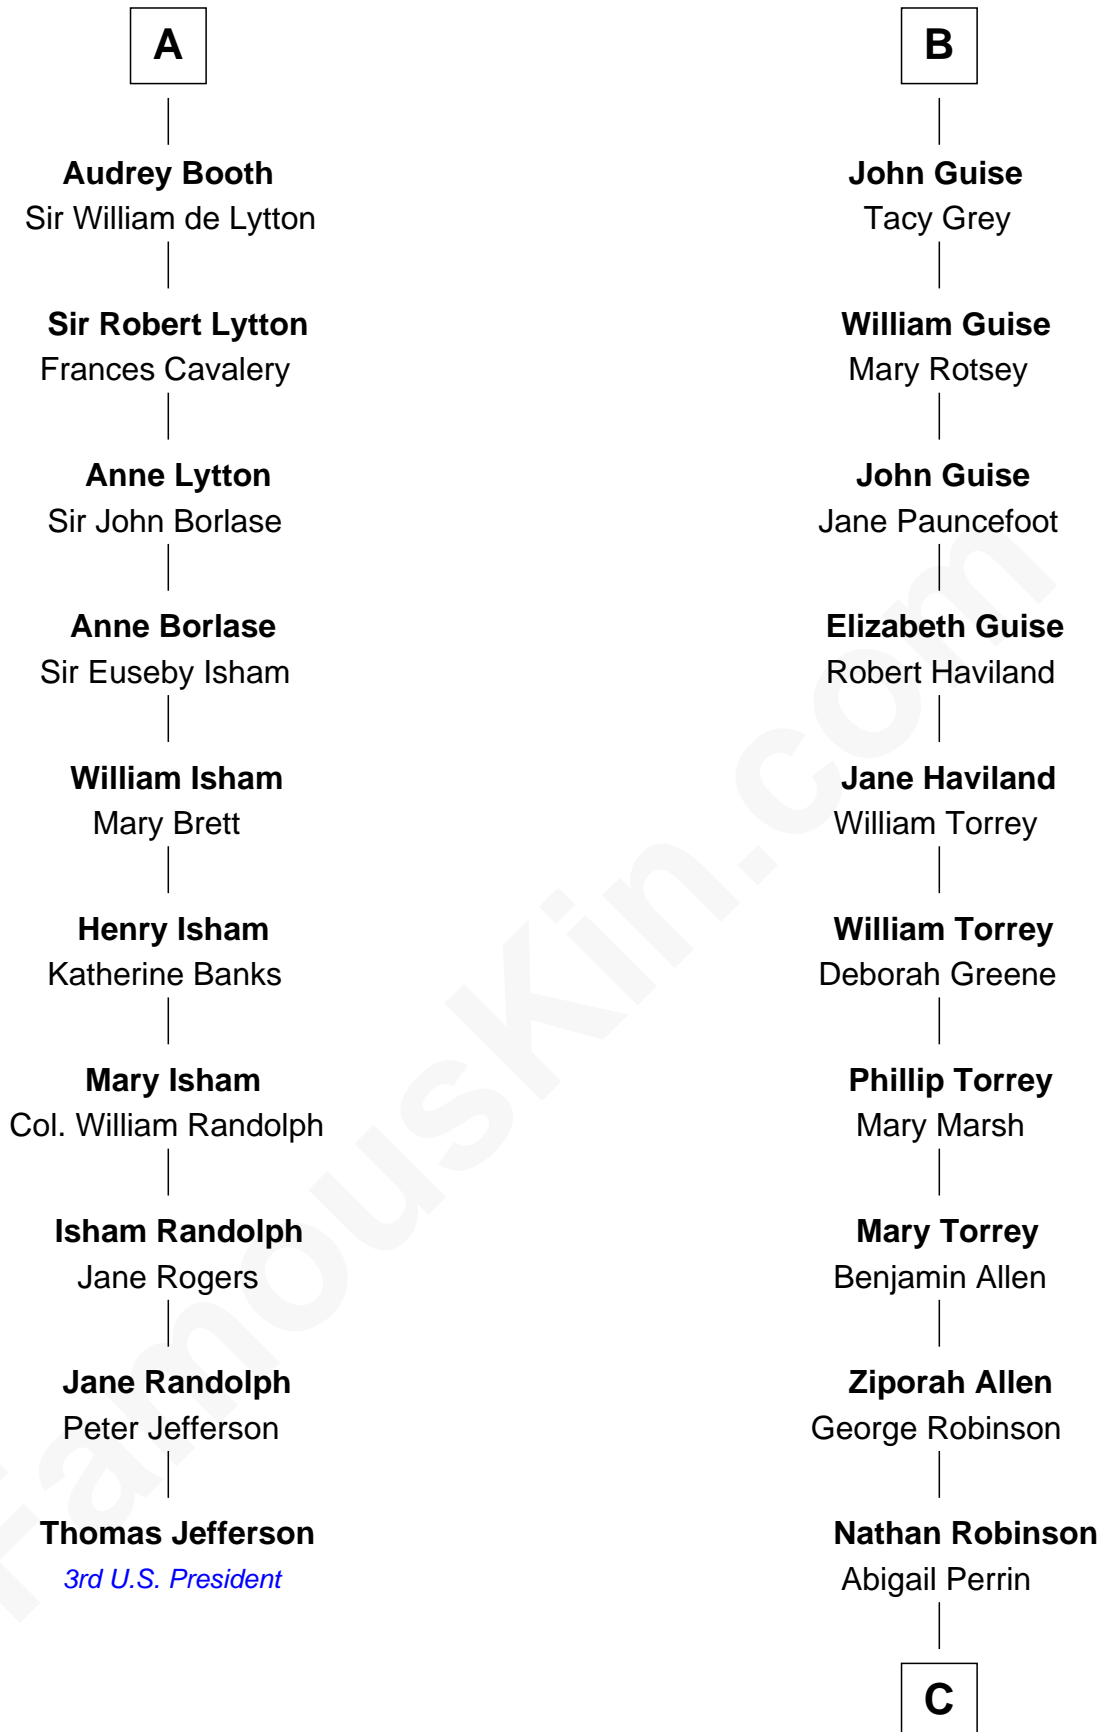 A
Audrey Booth
Sir William de Lytton
Sir Robert Lytton
Frances Cavalery
Anne Lytton
Sir John Borlase
Anne Borlase
Sir Euseby Isham
William Isham
Mary Brett
Henry Isham
Katherine Banks
Mary Isham
Col. William Randolph
Isham Randolph
Jane Rogers
Jane Randolph
Peter Jefferson
Thomas Jefferson
3rd U.S. President
B
John Guise
Tacy Grey
William Guise
Mary Rotsey
John Guise
Jane Pauncefoot
Elizabeth Guise
Robert Haviland
Jane Haviland
William Torrey
William Torrey
Deborah Greene
Phillip Torrey
Mary Marsh
Mary Torrey
Benjamin Allen
Ziporah Allen
George Robinson
Nathan Robinson
Abigail Perrin
C
FamousKin.com